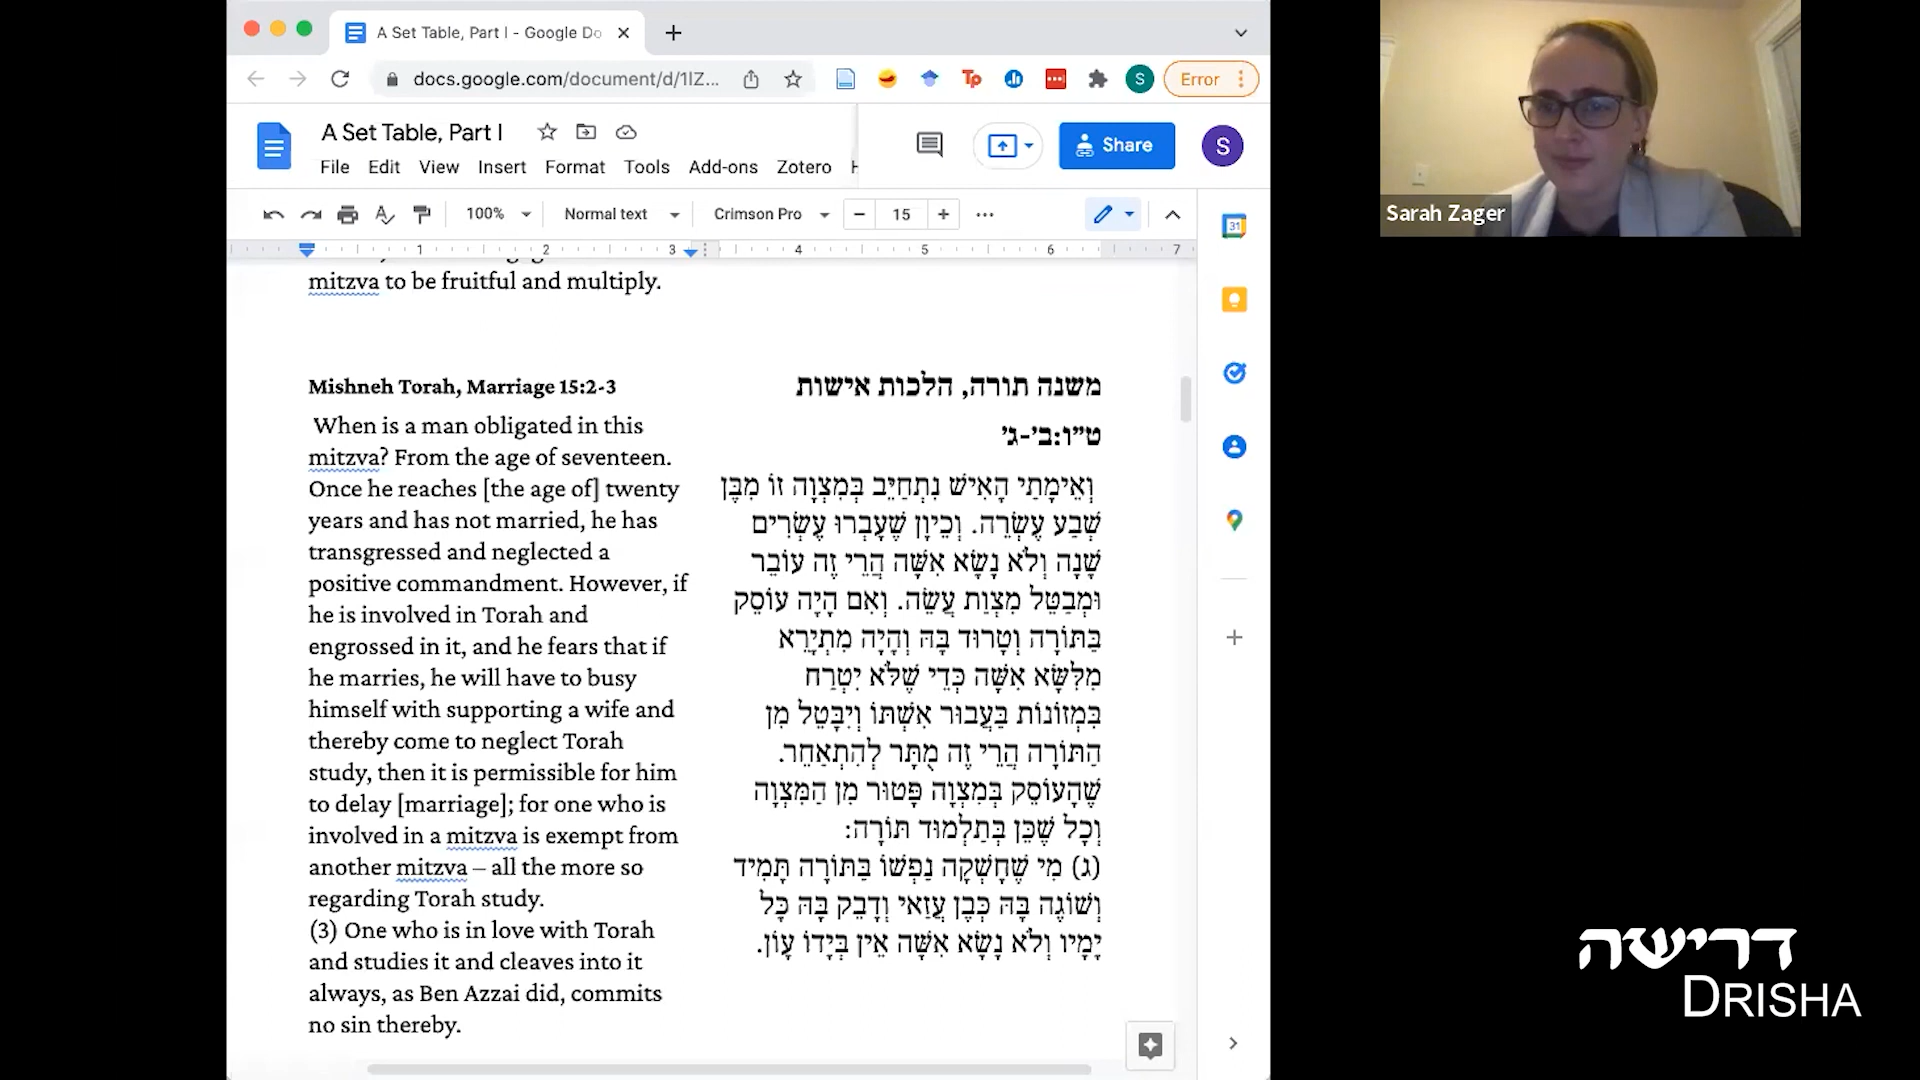 A Set Table, Part I - Google Do
docs.google.com/document/d/1IZ...
Error
A Set Table, Part I
File Edit View Insert Format Tools Add-ons Zotero
Share
S
100% Normal text Crimson Pro 15
1 2 3 4 5 6 7
mitzva to be fruitful and multiply.
Mishneh Torah, Marriage 15:2-3
When is a man obligated in this
mitzva? From the age of seventeen.
Once he reaches [the age of] twenty
years and has not married, he has
transgressed and neglected a
positive commandment. However, if
he is involved in Torah and
engrossed in it, and he fears that if
he marries, he will have to busy
himself with supporting a wife and
thereby come to neglect Torah
study, then it is permissible for him
to delay [marriage]; for one who is
involved in a mitzva is exempt from
another mitzva – all the more so
regarding Torah study.
(3) One who is in love with Torah
and studies it and cleaves into it
always, as Ben Azzai did, commits
no sin thereby.
משנה תורה, הלכות אישות
ט"ו:ב'-ג'
וְאֵימָתַי הָאִישׁ נִתְחַיֵּב בְּמִצְוָה זוֹ מִבֶּן
שְׁבַע עֶשְׂרֵה. וְכֵיוָן שֶׁעָבְרוּ עֶשְׂרִים
שָׁנָה וְלֹא נָשָׂא אִשָּׁה הֲרֵי זֶה עוֹבֵר
וּמְבַטֵּל מִצְוַת עֲשֵׂה. וְאִם הָיָה עוֹסֵק
בַּתּוֹרָה וְטָרוּד בָּהּ וְהָיָה מִתְיָרֵא
מִלִּשָּׂא אִשָּׁה כְּדֵי שֶׁלֹּא יִטְרַח
בִּמְזוֹנוֹת בַּעֲבוּר אִשְׁתּוֹ וְיִבָּטֵל מִן
הַתּוֹרָה הֲרֵי זֶה מֻתָּר לְהִתְאַחֵר.
שֶׁהָעוֹסֵק בְּמִצְוָה פָּטוּר מִן הַמִּצְוָה
וְכָל שֶׁכֵּן בְּתַלְמוּד תּוֹרָה:
(ג) מִי שֶׁחָשְׁקָה נַפְשׁוֹ בַּתּוֹרָה תָּמִיד
וְשׁוֹגֶה בָּהּ כְּבֶן עַזַּאי וְדָבֵק בָּהּ כָּל
יָמָיו וְלֹא נָשָׂא אִשָּׁה אֵין בְּיָדוֹ עָוֹן.
Sarah Zager
דרישה
DRISHA